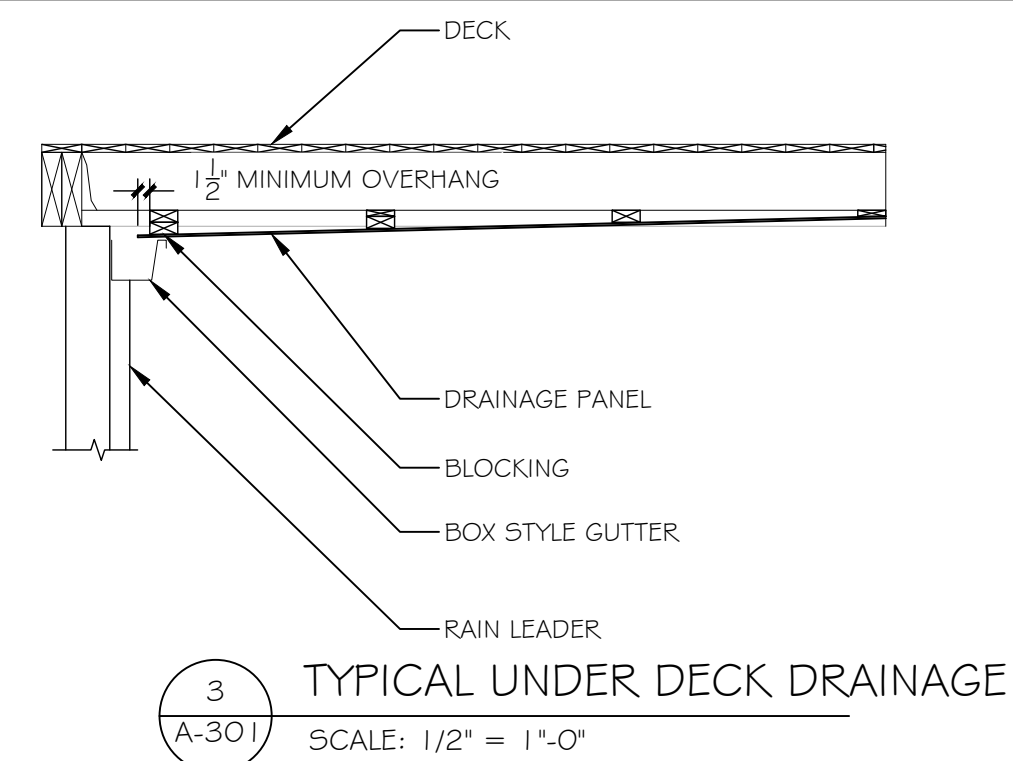 DECK
1 1/2" MINIMUM OVERHANG
DRAINAGE PANEL
BLOCKING
BOX STYLE GUTTER
RAIN LEADER
3
A-301
TYPICAL UNDER DECK DRAINAGE
SCALE: 1/2" = 1"-0"